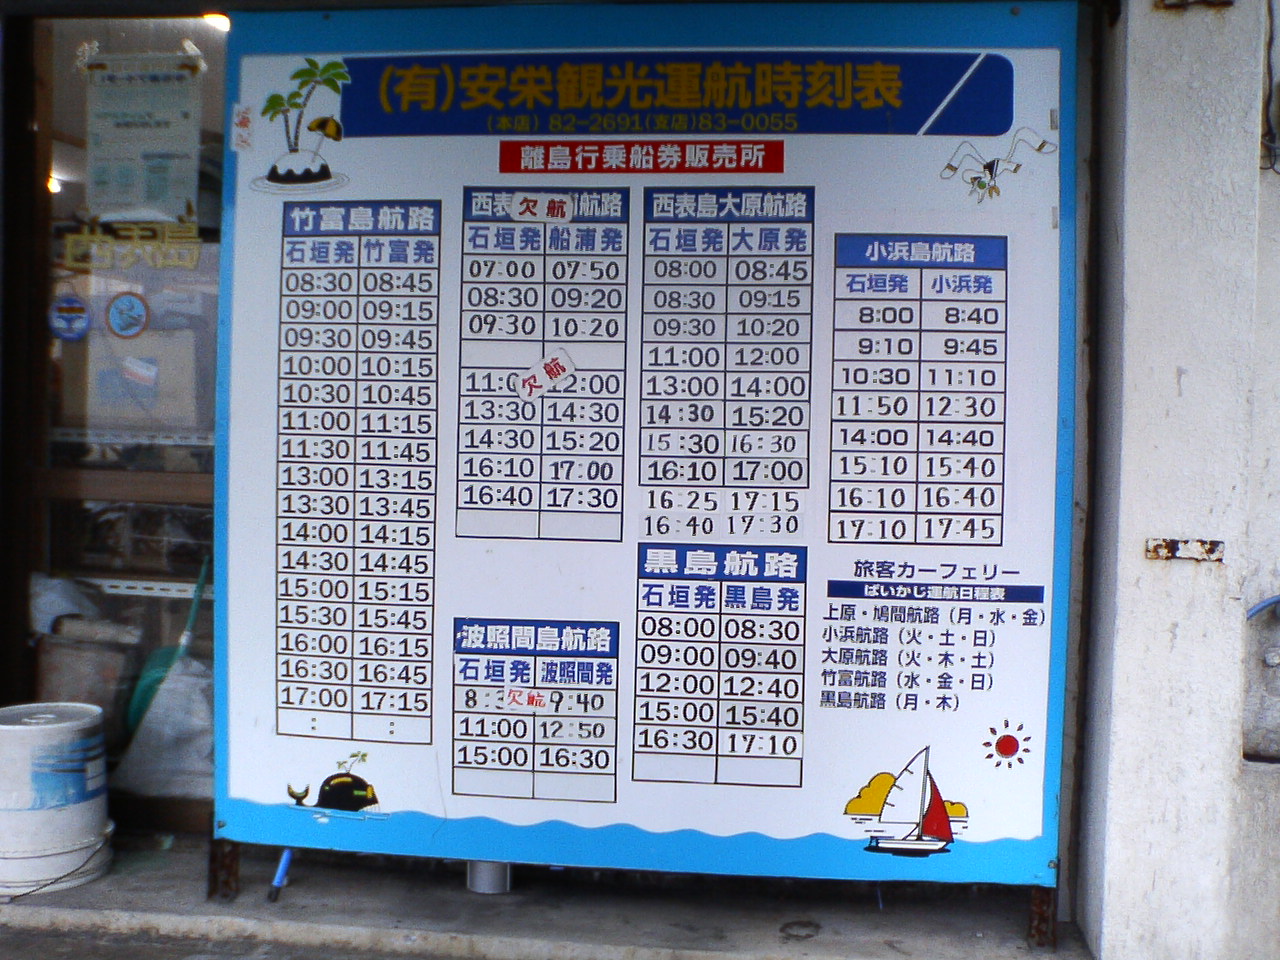 (有)安栄観光運航時刻表
(本店) 82-2691(支店)83-0055
離島行乗船券販売所
竹富島航路
石垣発 竹富発
08:30 08:45
09:00 09:15
09:30 09:45
10:00 10:15
10:30 10:45
11:00 11:15
11:30 11:45
13:00 13:15
13:30 13:45
14:00 14:15
14:30 14:45
15:00 15:15
15:30 15:45
16:00 16:15
16:30 16:45
17:00 17:15
: :
西表 欠航 航路
石垣発 船浦発
07:00 07:50
08:30 09:20
09:30 10:20
欠航
11:0 2:00
13:30 14:30
14:30 15:20
16:10 17:00
16:40 17:30
波照間島航路
石垣発 波照間発
8:3 欠航 9:40
11:00 12:50
15:00 16:30
西表島大原航路
石垣発 大原発
08:00 08:45
08:30 09:15
09:30 10:20
11:00 12:00
13:00 14:00
14:30 15:20
15:30 16:30
16:10 17:00
16:25 17:15
16:40 17:30
黒島航路
石垣発 黒島発
08:00 08:30
09:00 09:40
12:00 12:40
15:00 15:40
16:30 17:10
小浜島航路
石垣発 小浜発
8:00 8:40
9:10 9:45
10:30 11:10
11:50 12:30
14:00 14:40
15:10 15:40
16:10 16:40
17:10 17:45
旅客カーフェリー
ぱいかじ運航日程表
上原・鳩間航路(月・水・金)
小浜航路(火・土・日)
大原航路(火・木・土)
竹富航路(水・金・日)
黒島航路(月・木)
西表島